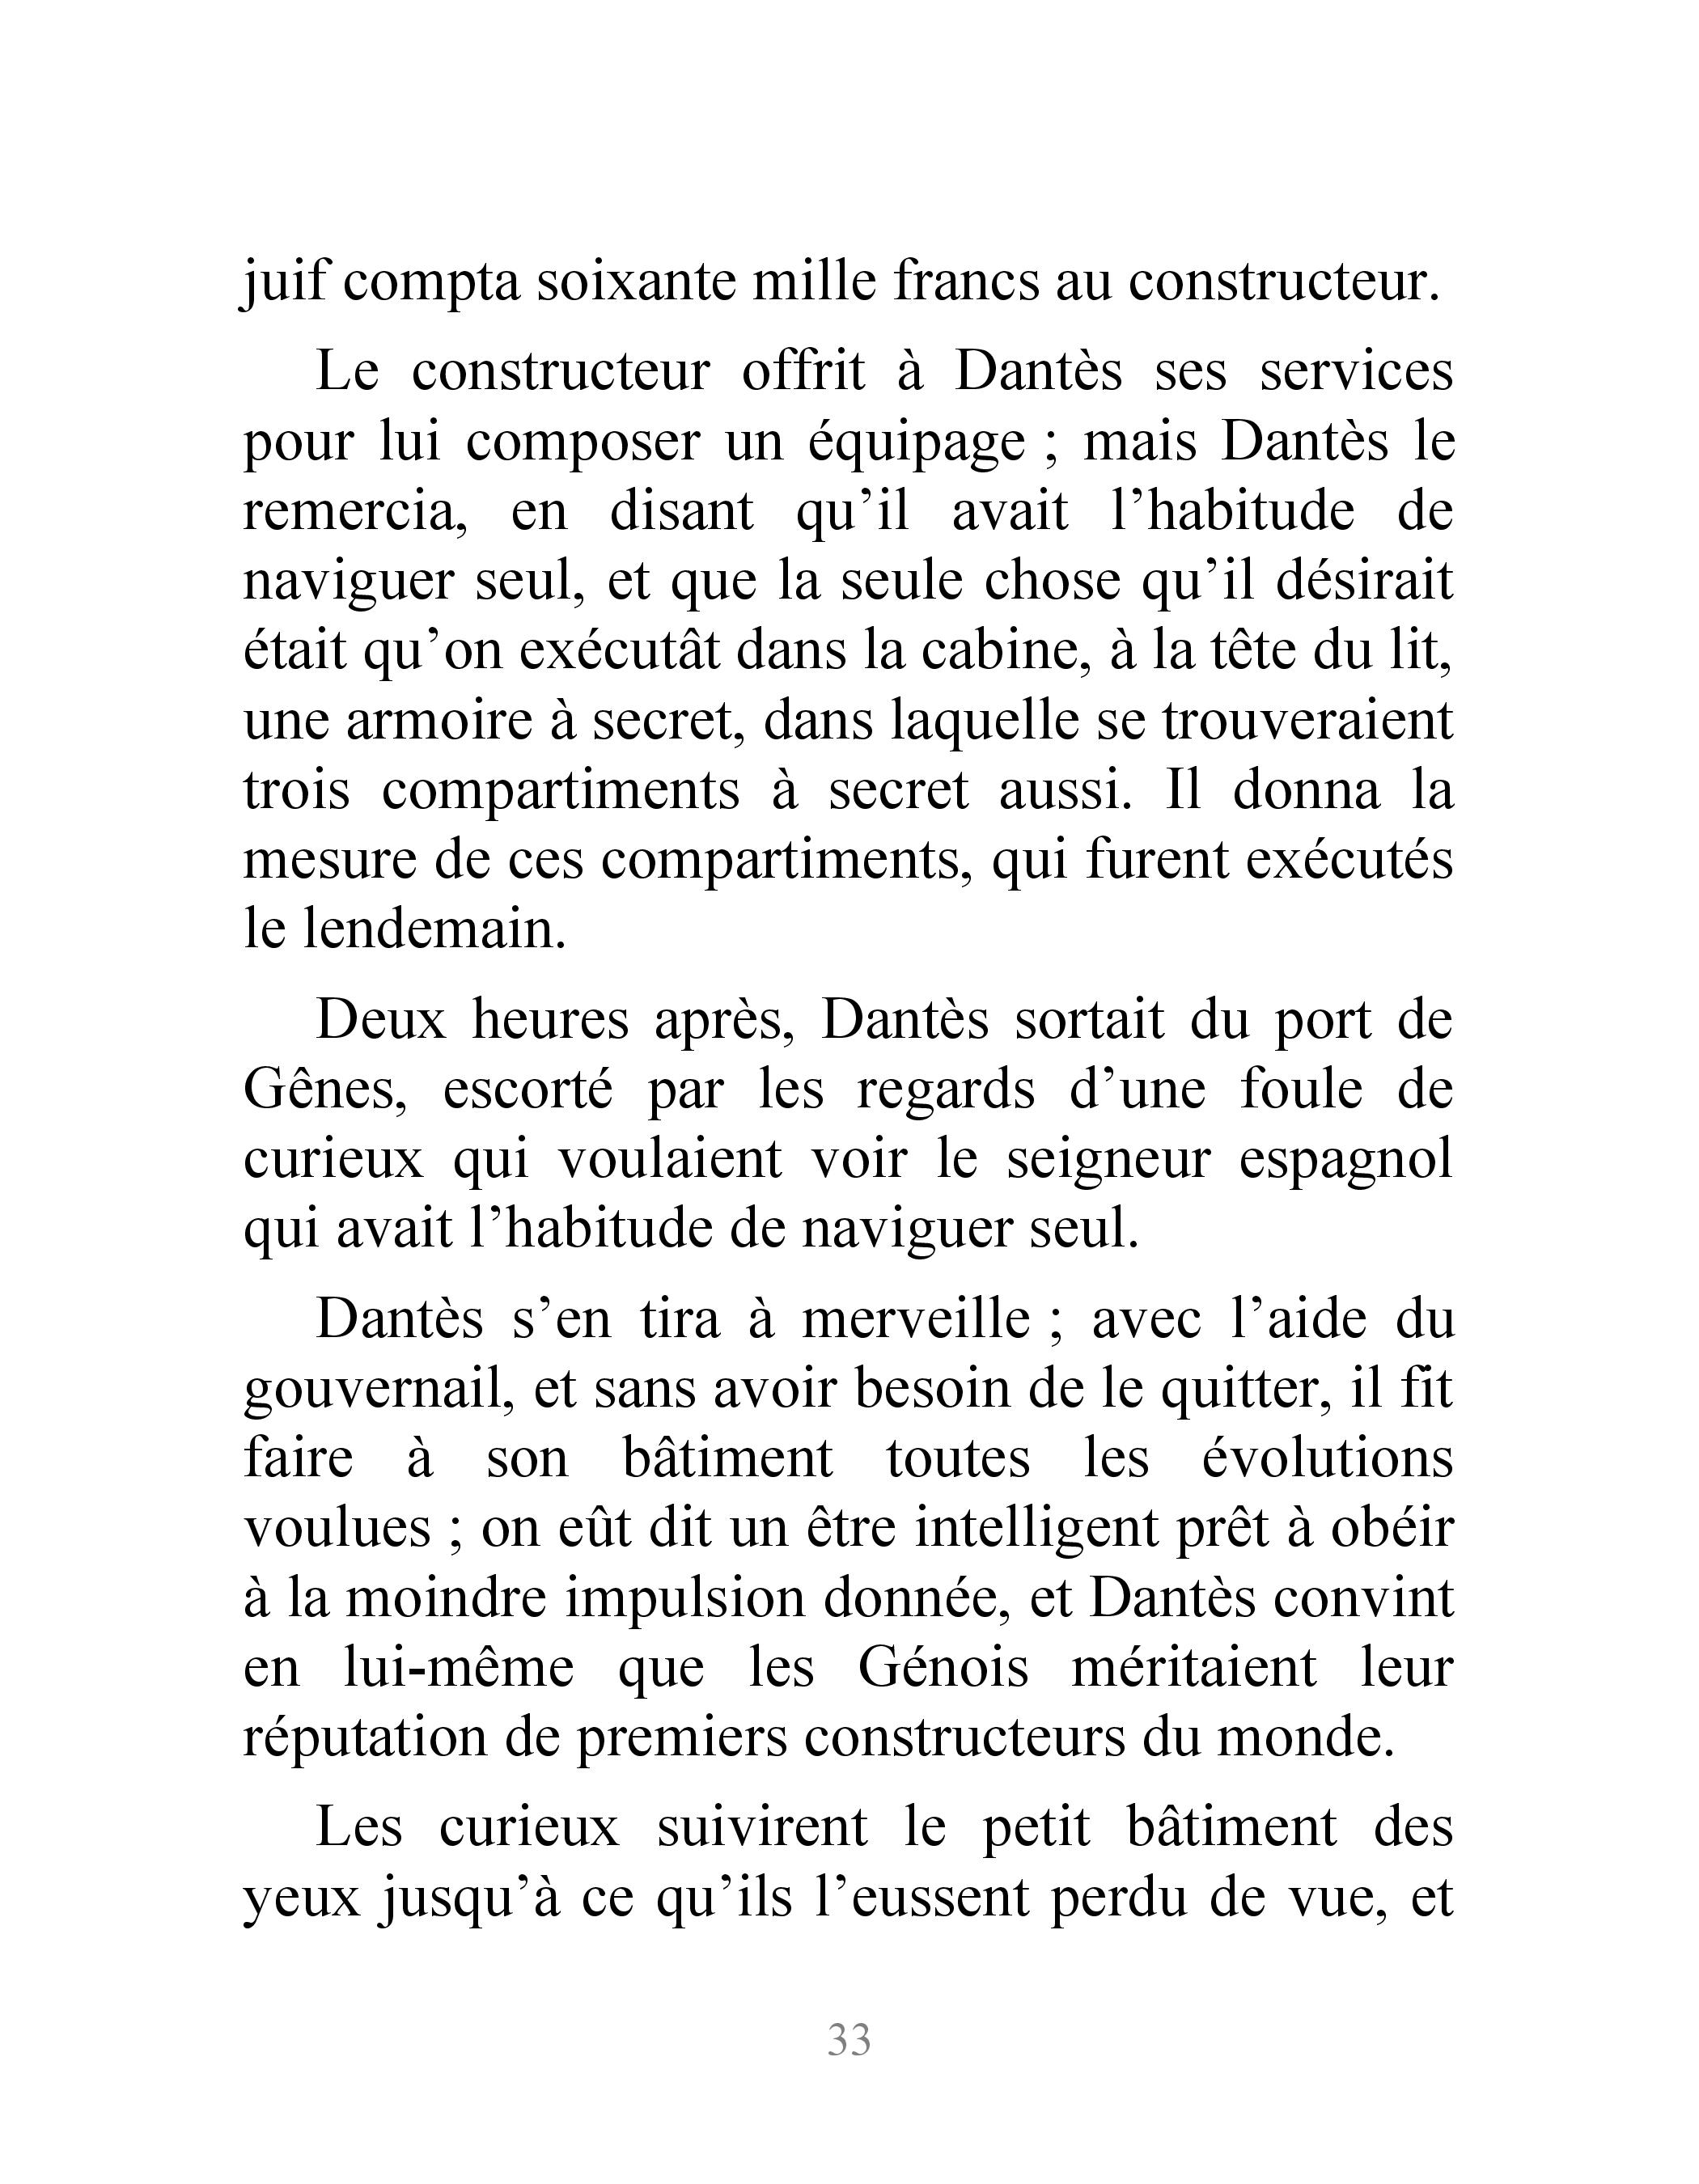 juif compta soixante mille francs au constructeur.
Le constructeur offrit à Dantès ses services
pour lui composer un équipage ; mais Dantès le
remercia, en disant qu’il avait l’habitude de
naviguer seul, et que la seule chose qu’il désirait
était qu’on exécutât dans la cabine, à la tête du lit,
une armoire à secret, dans laquelle se trouveraient
trois compartiments à secret aussi. Il donna la
mesure de ces compartiments, qui furent exécutés
le lendemain.
Deux heures après, Dantès sortait du port de
Gênes, escorté par les regards d’une foule de
curieux qui voulaient voir le seigneur espagnol
qui avait l’habitude de naviguer seul.
Dantès s’en tira à merveille ; avec l’aide du
gouvernail, et sans avoir besoin de le quitter, il fit
faire à son bâtiment toutes les évolutions
voulues ; on eût dit un être intelligent prêt à obéir
à la moindre impulsion donnée, et Dantès convint
en lui-même que les Génois méritaient leur
réputation de premiers constructeurs du monde.
Les curieux suivirent le petit bâtiment des
yeux jusqu’à ce qu’ils l’eussent perdu de vue, et
33